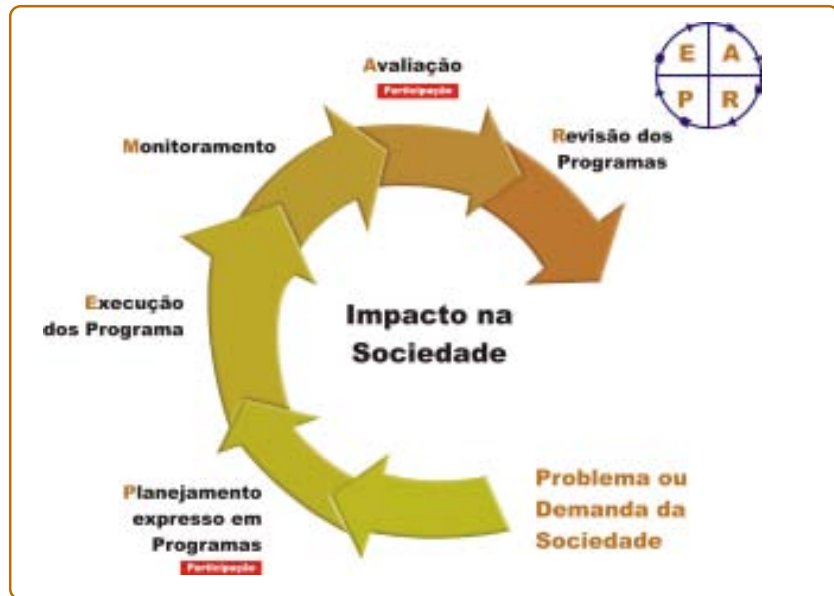 Avaliação
Participação
E A
P R
Monitoramento
Revisão dos
Programas
Execução
dos Programa
Impacto na
Sociedade
Planejamento
expresso em
Programas
Participação
Problema ou
Demanda da
Sociedade